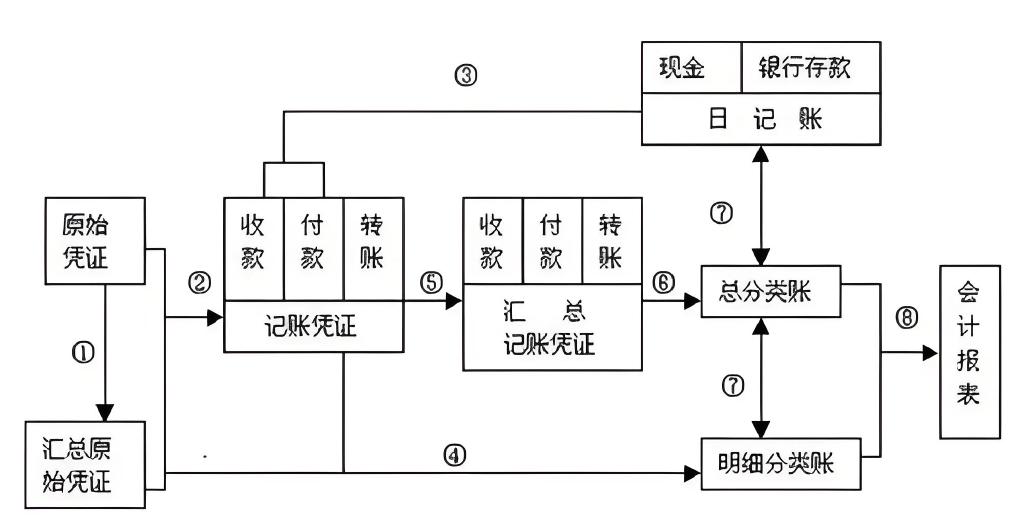 ③
现金
银行存款
日 记 账
原始
凭证
①
汇总原
始凭证
②
收款
付款
转账
记账凭证
⑤
收款
付款
转账
汇 总
记账凭证
④
⑥
⑦
总分类账
⑦
明细分类账
⑧
会计报表